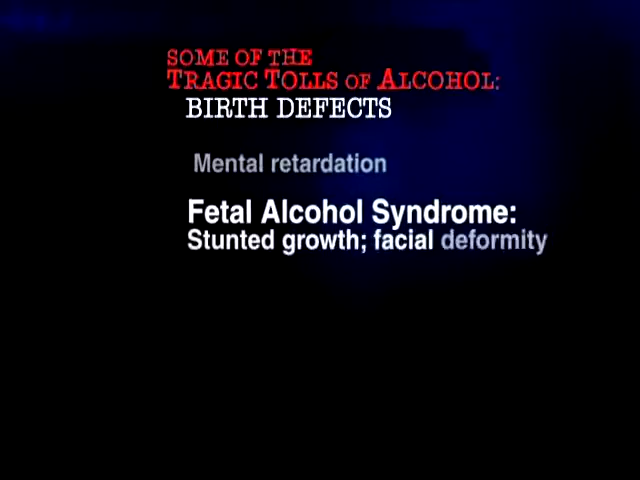 SOME OF THE
TRAGIC TOLLS OF ALCOHOL:
BIRTH DEFECTS
Mental retardation
Fetal Alcohol Syndrome:
Stunted growth; facial deformity